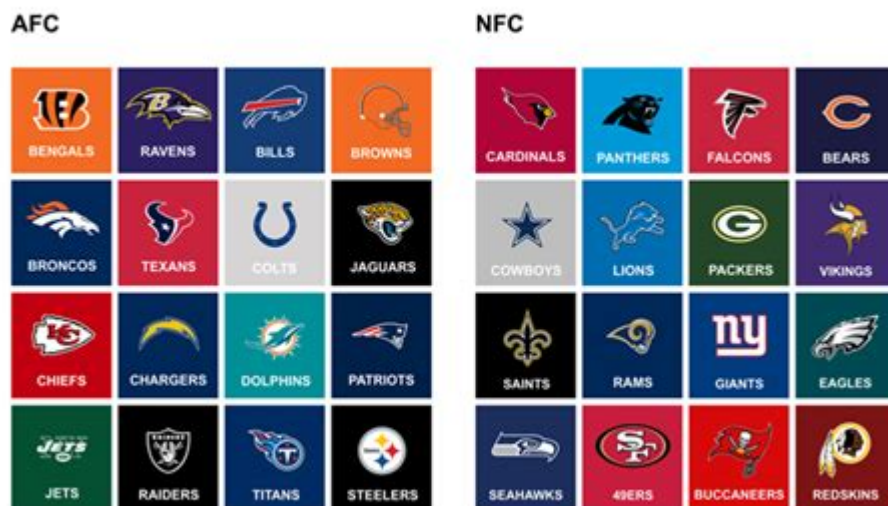 AFC
NFC
BENGALS RAVENS BILLS BROWNS
CARDINALS PANTHERS FALCONS BEARS
BRONCOS TEXANS COLTS JAGUARS
COWBOYS LIONS PACKERS VIKINGS
CHIEFS CHARGERS DOLPHINS PATRIOTS
SAINTS RAMS ny GIANTS EAGLES
JETS
RAIDERS
JETS RAIDERS TITANS STEELERS
SF
SEAHAWKS 49ERS BUCCANEERS REDSKINS